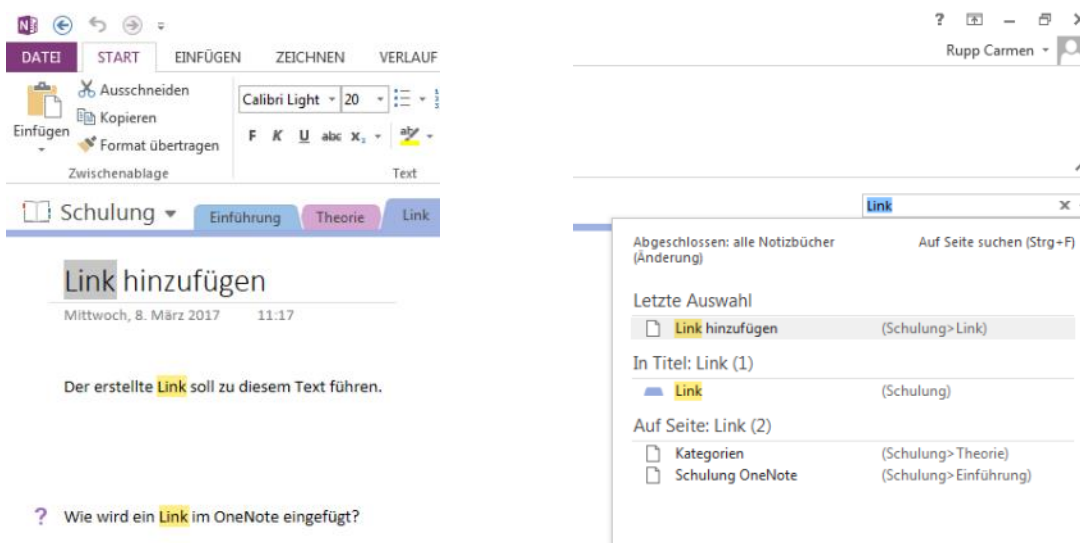 DATEI START EINFÜGEN ZEICHNEN VERLAUF
Ausschneiden
Kopieren
Format übertragen
Einfügen
Zwischenablage
Calibri Light 20
F K U abc X₂ aby
Text
Schulung Einführung Theorie Link
Link hinzufügen
Mittwoch, 8. März 2017 11:17
Der erstellte Link soll zu diesem Text führen.
? Wie wird ein Link im OneNote eingefügt?
?
Rupp Carmen
Link
Abgeschlossen: alle Notizbücher Auf Seite suchen (Strg+F)
(Änderung)
Letzte Auswahl
Link hinzufügen (Schulung>Link)
In Titel: Link (1)
Link (Schulung)
Auf Seite: Link (2)
Kategorien (Schulung>Theorie)
Schulung OneNote (Schulung>Einführung)